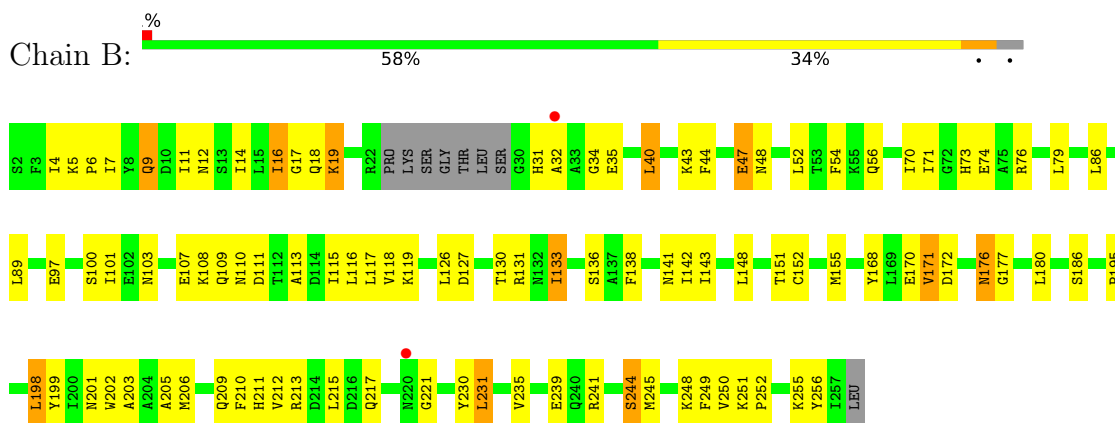 .%
Chain B:
58% 34% • •
S2 F3 I4 K5 P6 I7 Y8 Q9 D10 I11 N12 S13 I14 L15 I16 G17 Q18 K19 R22 PRO LYS SER GLY THR LEU SER G30 H31 A32 A33 G34 E35 L40 K43 F44 E47 N48 L52 T53 F54 K55 Q56 I70 I71 G72 H73 E74 A75 R76 L79 L86
L89 E97 S100 I101 E102 N103 E107 K108 Q109 N110 D111 T112 A113 D114 I115 L116 L117 V118 K119 L126 D127 T130 R131 N132 I133 S136 A137 F138 N141 I142 I143 L148 T151 C152 M155 Y168 L169 E170 V171 D172 N176 G177 L180 S186
L198 Y199 I200 N201 W202 A203 A204 A205 M206 Q209 F210 H211 V212 R213 D214 L215 D216 Q217 N220 G221 Y230 L231 V235 E239 Q240 R241 S244 M245 K248 F249 V250 K251 P252 K255 Y256 I257 LEU